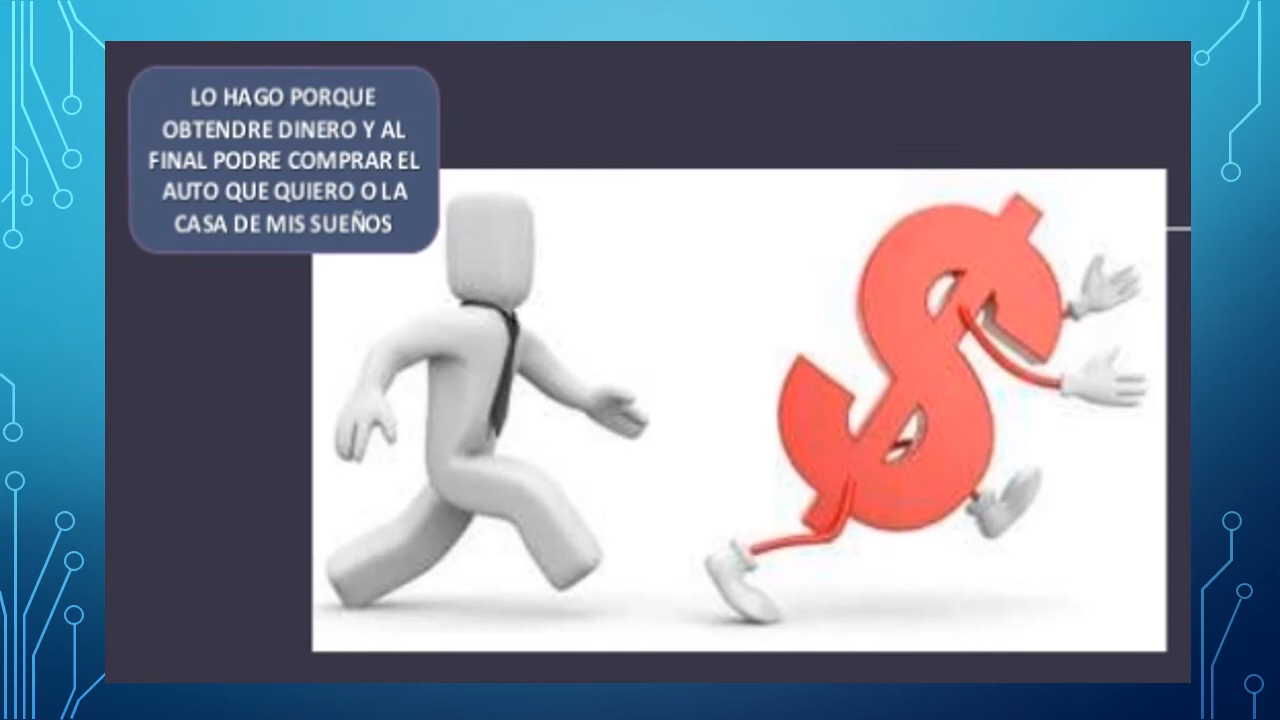 LO HAGO PORQUE
OBTENDRE DINERO Y AL
FINAL PODRE COMPRAR EL
AUTO QUE QUIERO O LA
CASA DE MIS SUEÑOS